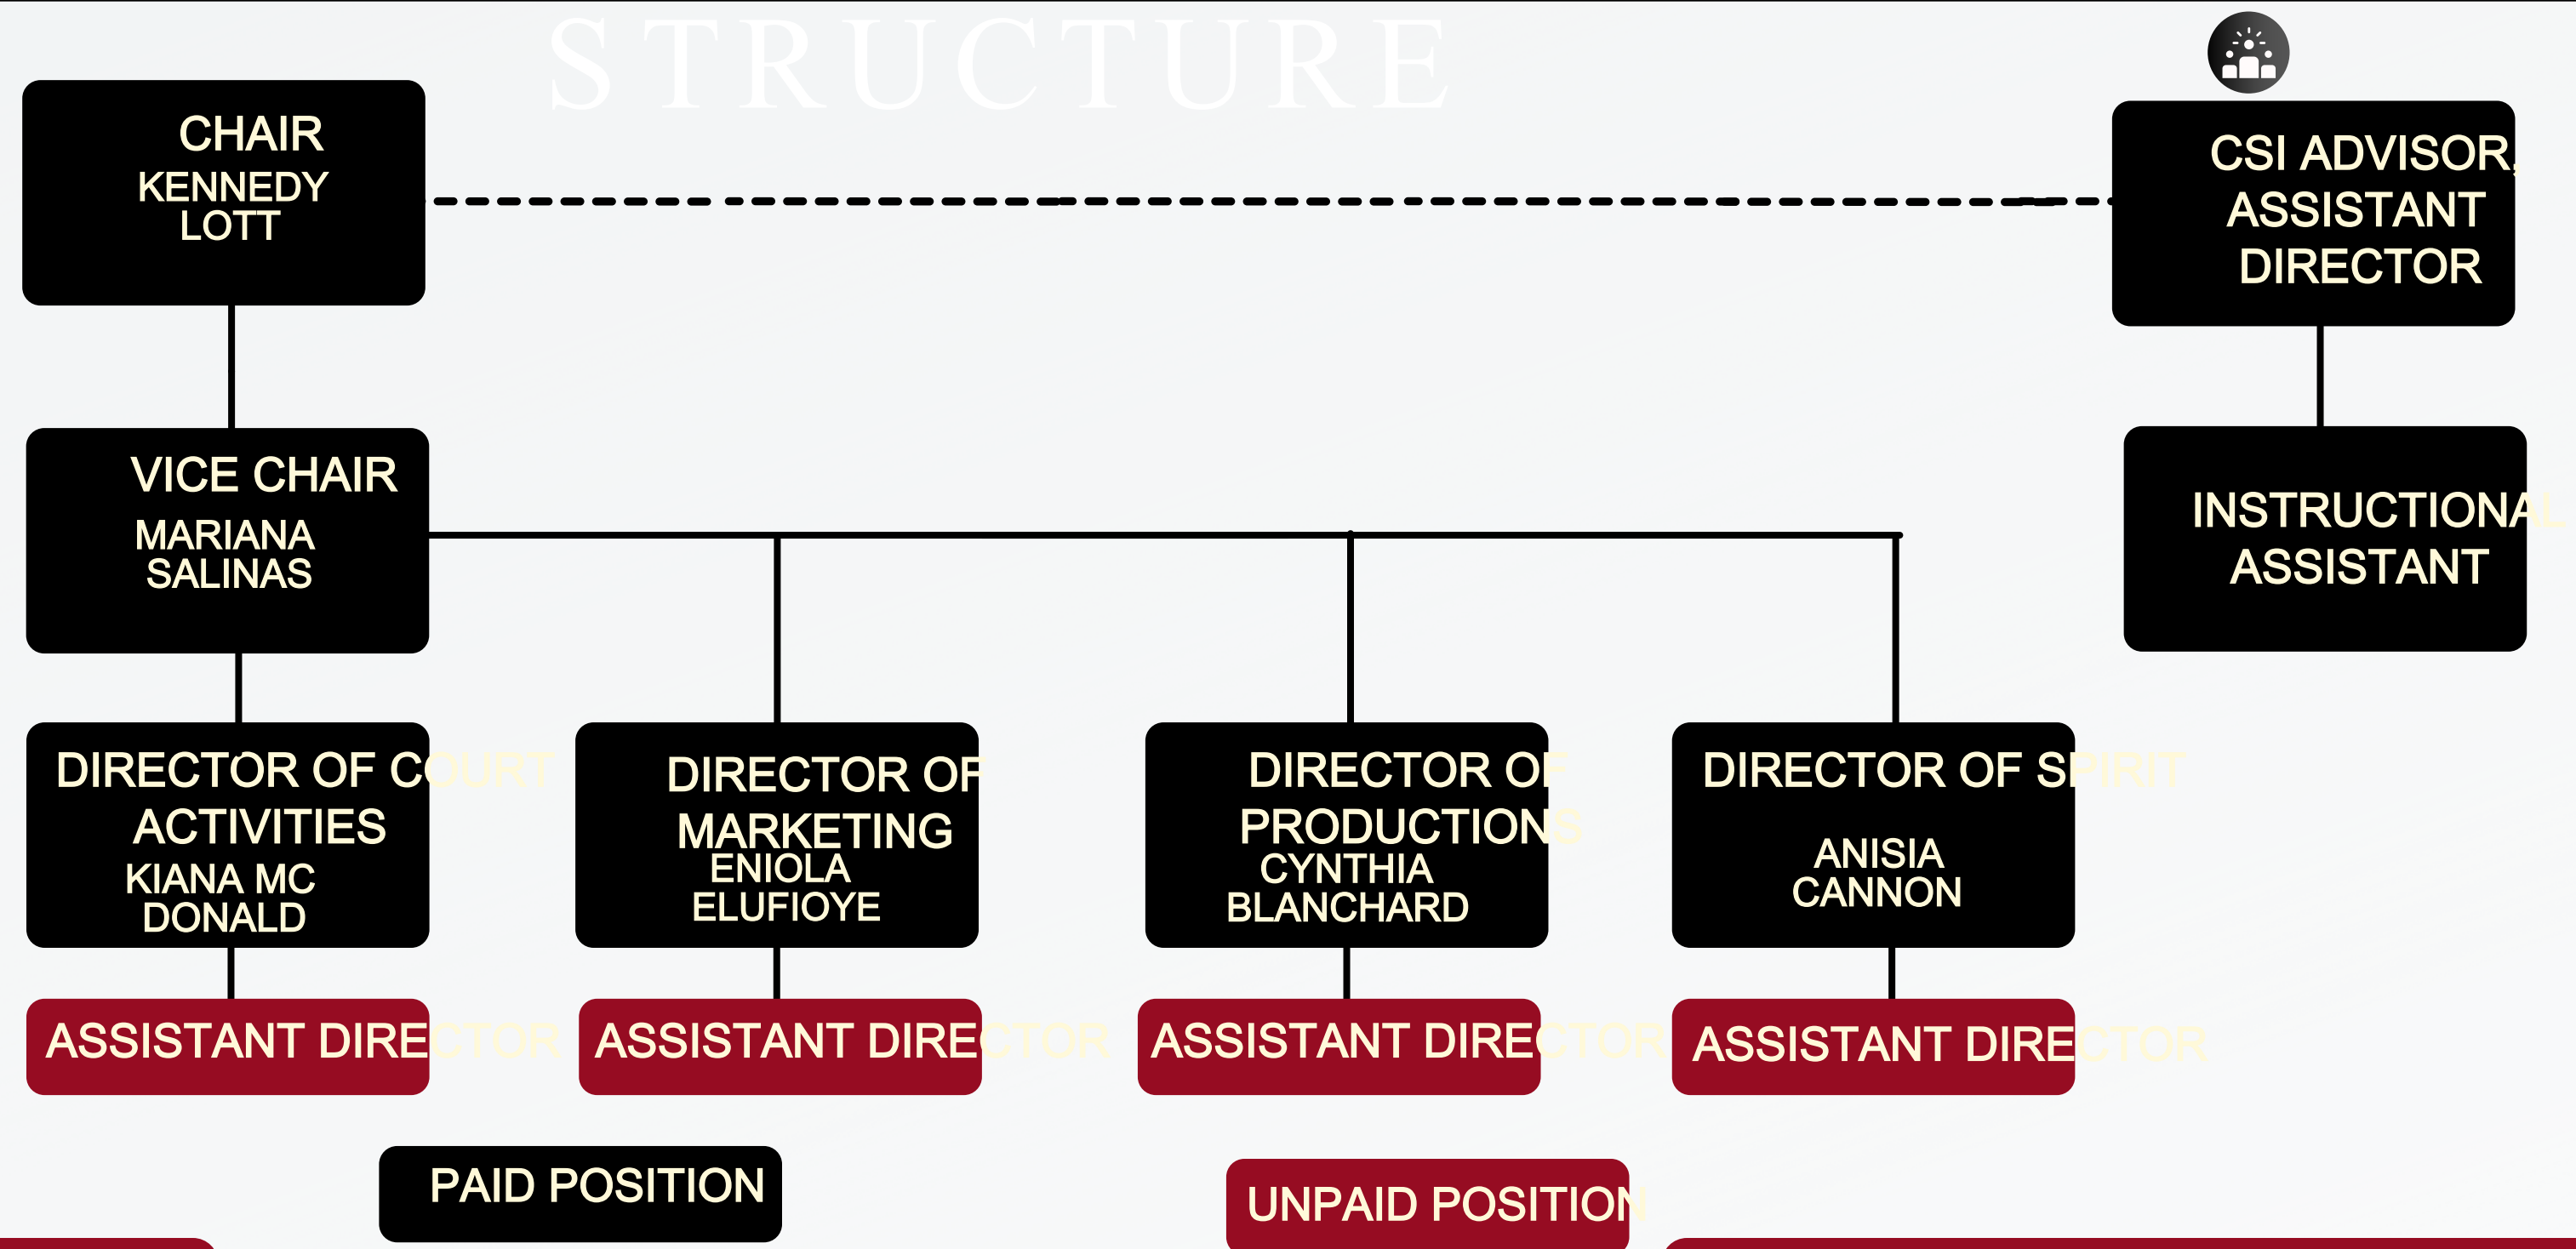 STRUCTURE
CHAIR
KENNEDY
LOTT
CSI ADVISOR,
ASSISTANT
DIRECTOR
VICE CHAIR
MARIANA
SALINAS
INSTRUCTIONAL
ASSISTANT
DIRECTOR OF COURT
ACTIVITIES
KIANA MC
DONALD
DIRECTOR OF
MARKETING
ENIOLA
ELUFIOYE
DIRECTOR OF
PRODUCTIONS
CYNTHIA
BLANCHARD
DIRECTOR OF SPIRIT
ANISIA
CANNON
ASSISTANT DIRECTOR
ASSISTANT DIRECTOR
ASSISTANT DIRECTOR
ASSISTANT DIRECTOR
PAID POSITION
UNPAID POSITION